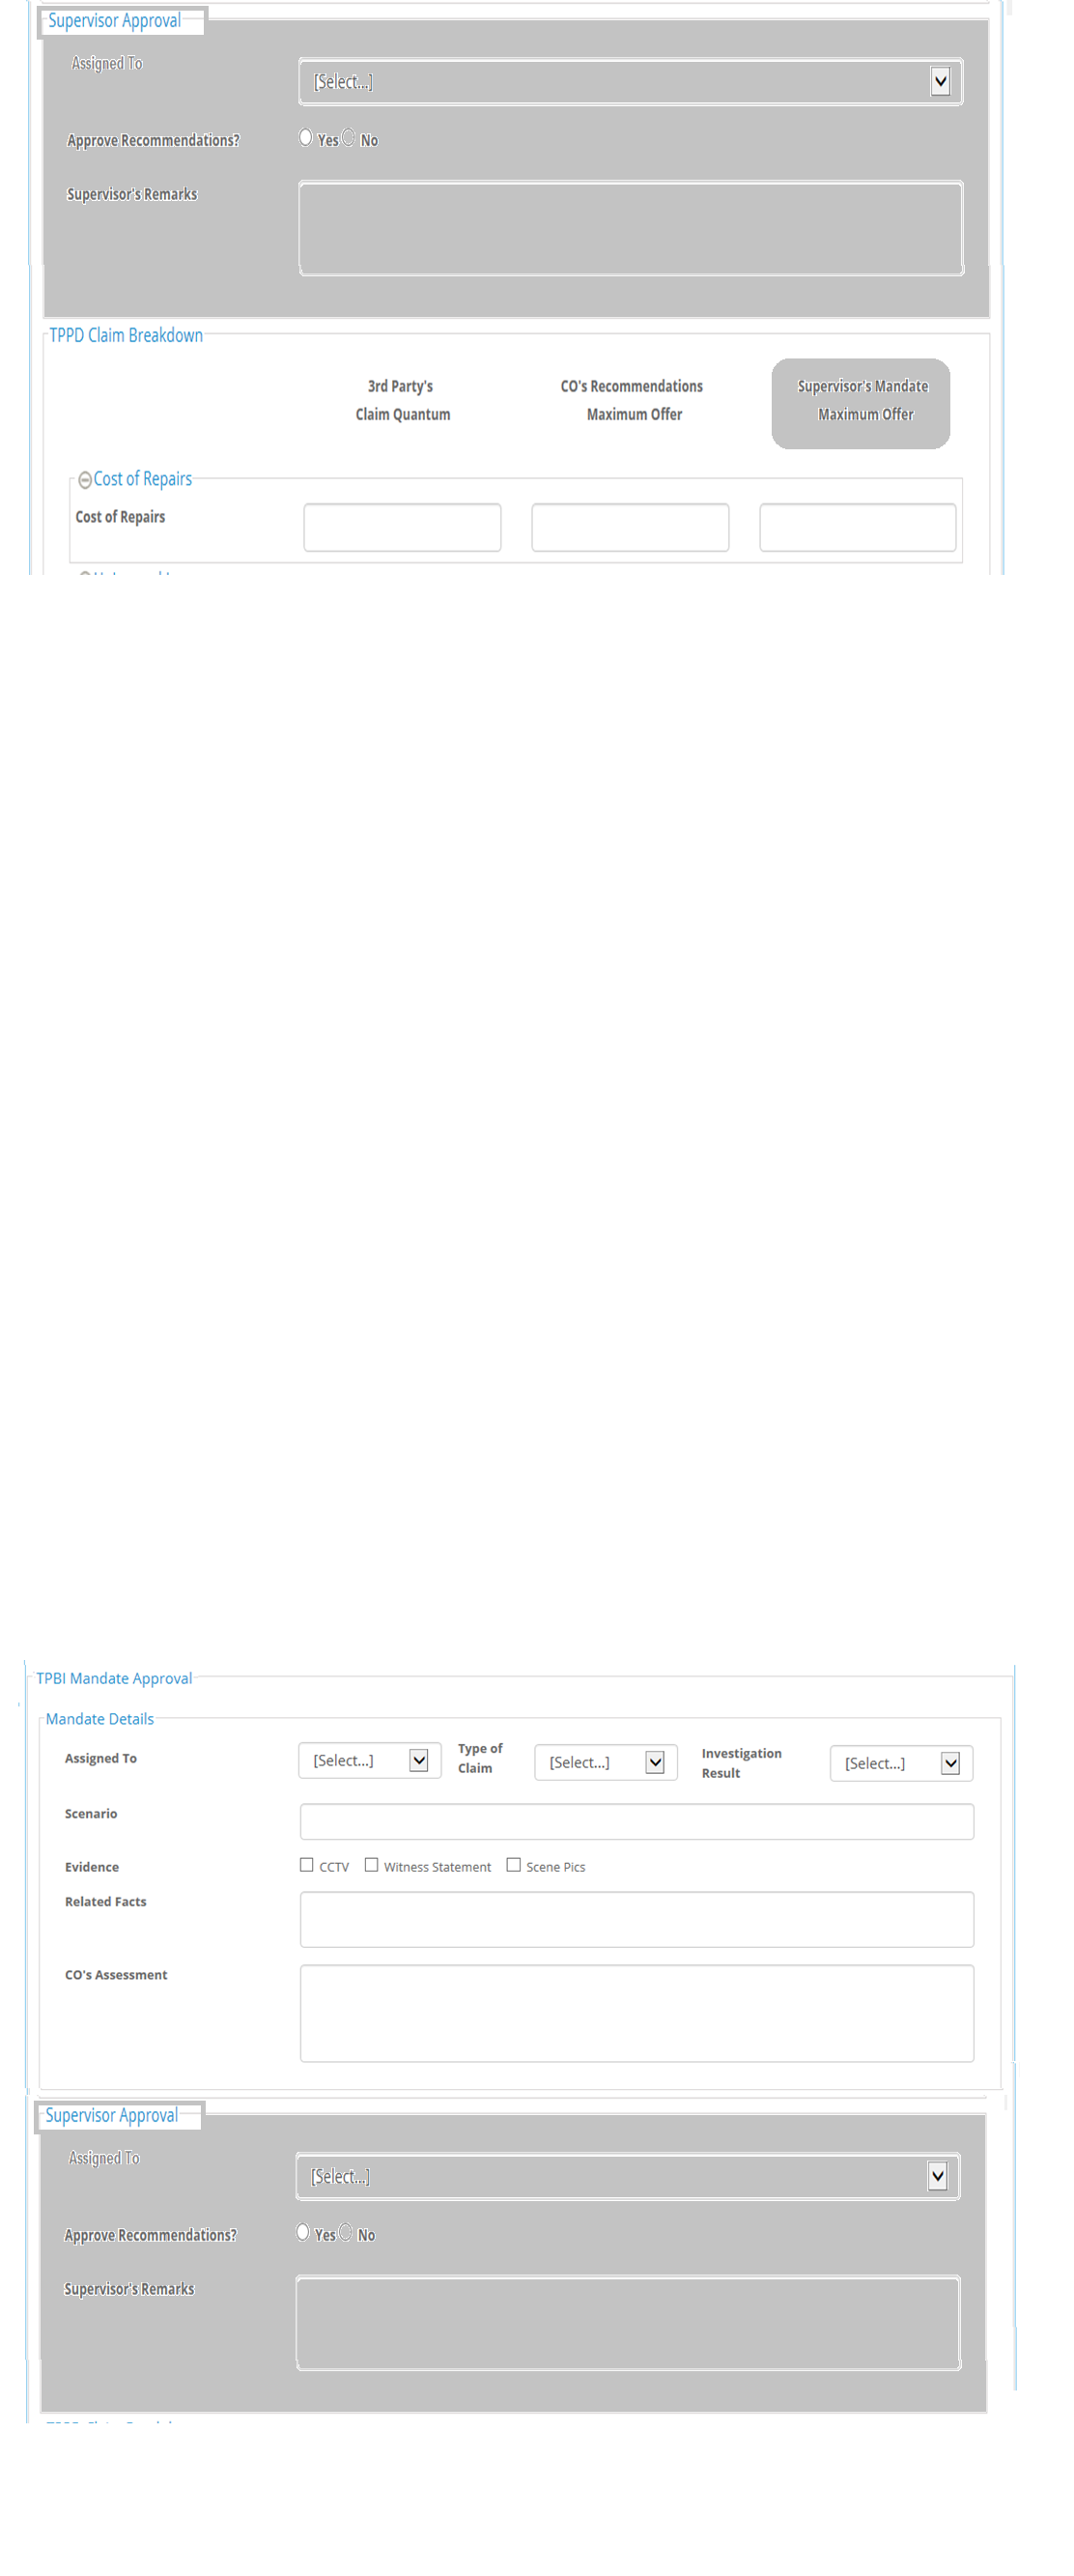 Supervisor Approval
Assigned To
[Select...]
Approve Recommendations?
Yes No
Supervisor's Remarks
TPPD Claim Breakdown
3rd Party's CO's Recommendations Supervisor's Mandate
Claim Quantum Maximum Offer Maximum Offer
Cost of Repairs
Cost of Repairs
TPBI Mandate Approval
Mandate Details
Assigned To [Select...] Type of Claim [Select...] Investigation Result [Select...]
Scenario
Evidence CCTV Witness Statement Scene Pics
Related Facts
CO's Assessment
Supervisor Approval
Assigned To
[Select...]
Approve Recommendations?
Yes No
Supervisor's Remarks